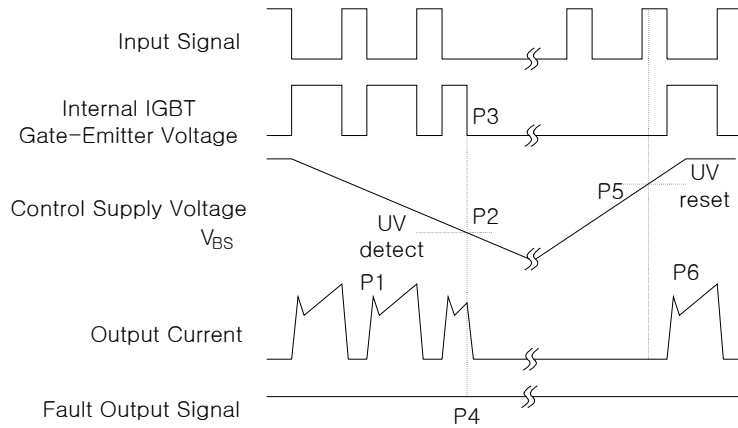 Input Signal
Internal IGBT
Gate-Emitter Voltage
P3
Control Supply Voltage
VBS
UV
detect
P2
P5
UV
reset
P1
P6
Output Current
Fault Output Signal
P4